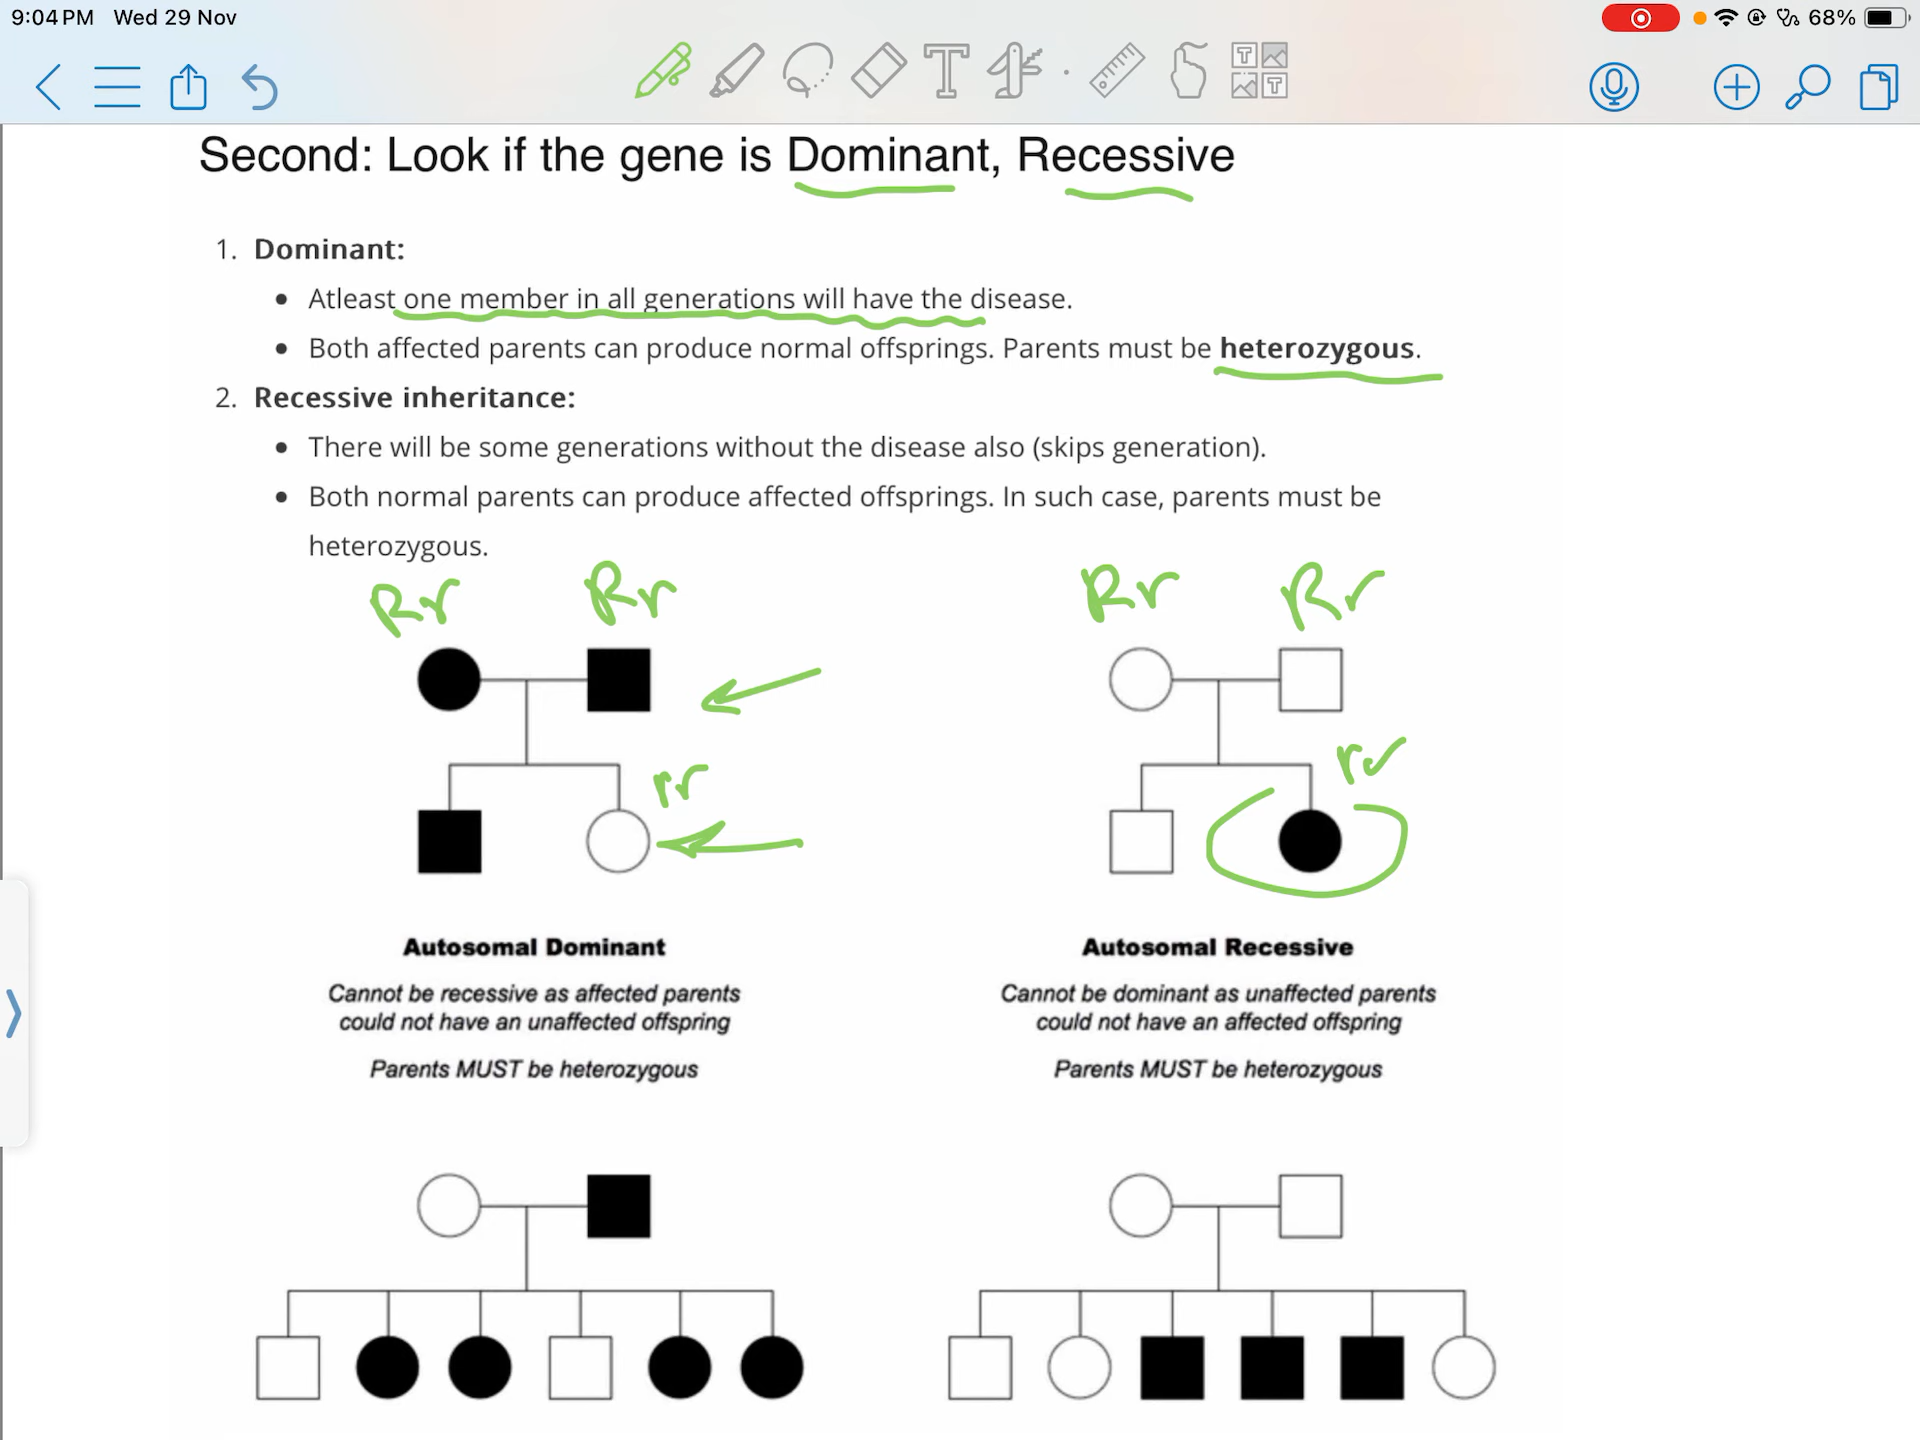 9:04 PM Wed 29 Nov
68%
Second: Look if the gene is Dominant, Recessive
1. Dominant:
• Atleast one member in all generations will have the disease.
• Both affected parents can produce normal offsprings. Parents must be heterozygous.
2. Recessive inheritance:
• There will be some generations without the disease also (skips generation).
• Both normal parents can produce affected offsprings. In such case, parents must be
heterozygous.
Rr Rr Rr Rr
rr rr
Autosomal Dominant
Cannot be recessive as affected parents
could not have an unaffected offspring
Parents MUST be heterozygous
Autosomal Recessive
Cannot be dominant as unaffected parents
could not have an affected offspring
Parents MUST be heterozygous